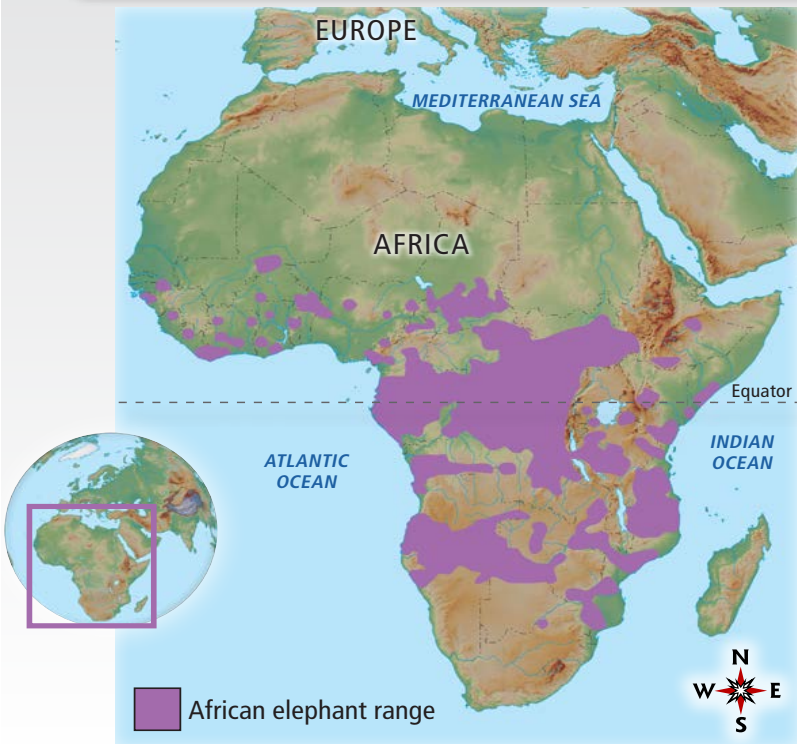 EUROPE
MEDITERRANEAN SEA
AFRICA
Equator
ATLANTIC
OCEAN
INDIAN
OCEAN
N
W
E
S
African elephant range